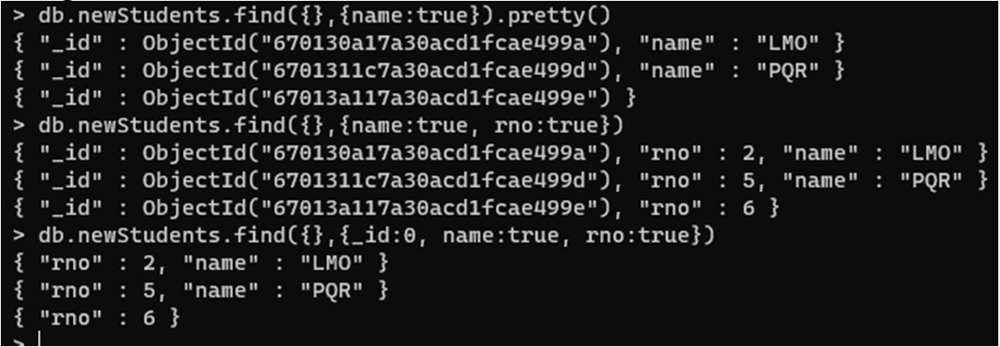 > db.newStudents.find({},{name:true}).pretty()
{ "_id" : ObjectId("670130a17a30acd1fcae499a"), "name" : "LMO" }
{ "_id" : ObjectId("6701311c7a30acd1fcae499d"), "name" : "PQR" }
{ "_id" : ObjectId("67013a117a30acd1fcae499e") }
> db.newStudents.find({},{name:true, rno:true})
{ "_id" : ObjectId("670130a17a30acd1fcae499a"), "rno" : 2, "name" : "LMO" }
{ "_id" : ObjectId("6701311c7a30acd1fcae499d"), "rno" : 5, "name" : "PQR" }
{ "_id" : ObjectId("67013a117a30acd1fcae499e"), "rno" : 6 }
> db.newStudents.find({},{_id:0, name:true, rno:true})
{ "rno" : 2, "name" : "LMO" }
{ "rno" : 5, "name" : "PQR" }
{ "rno" : 6 }
>